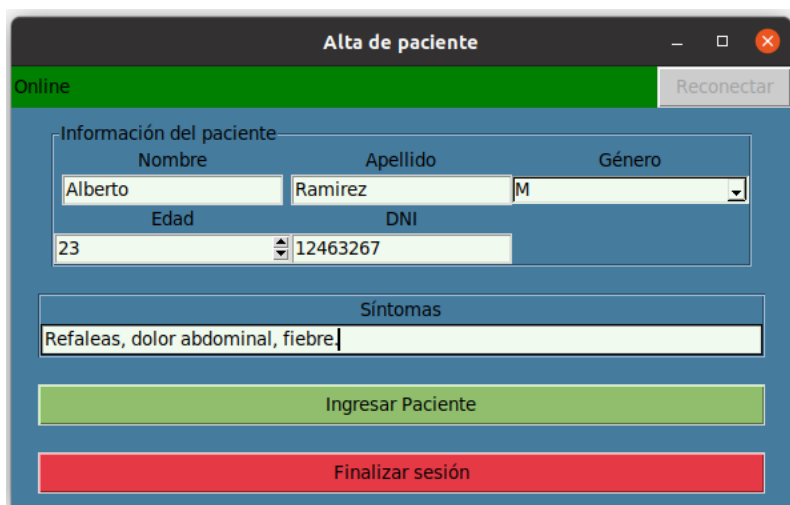 Alta de paciente
Online Reconectar
Información del paciente
Nombre Apellido Género
Alberto Ramirez M
Edad DNI
23 12463267
Síntomas
Refaleas, dolor abdominal, fiebre.
Ingresar Paciente
Finalizar sesión